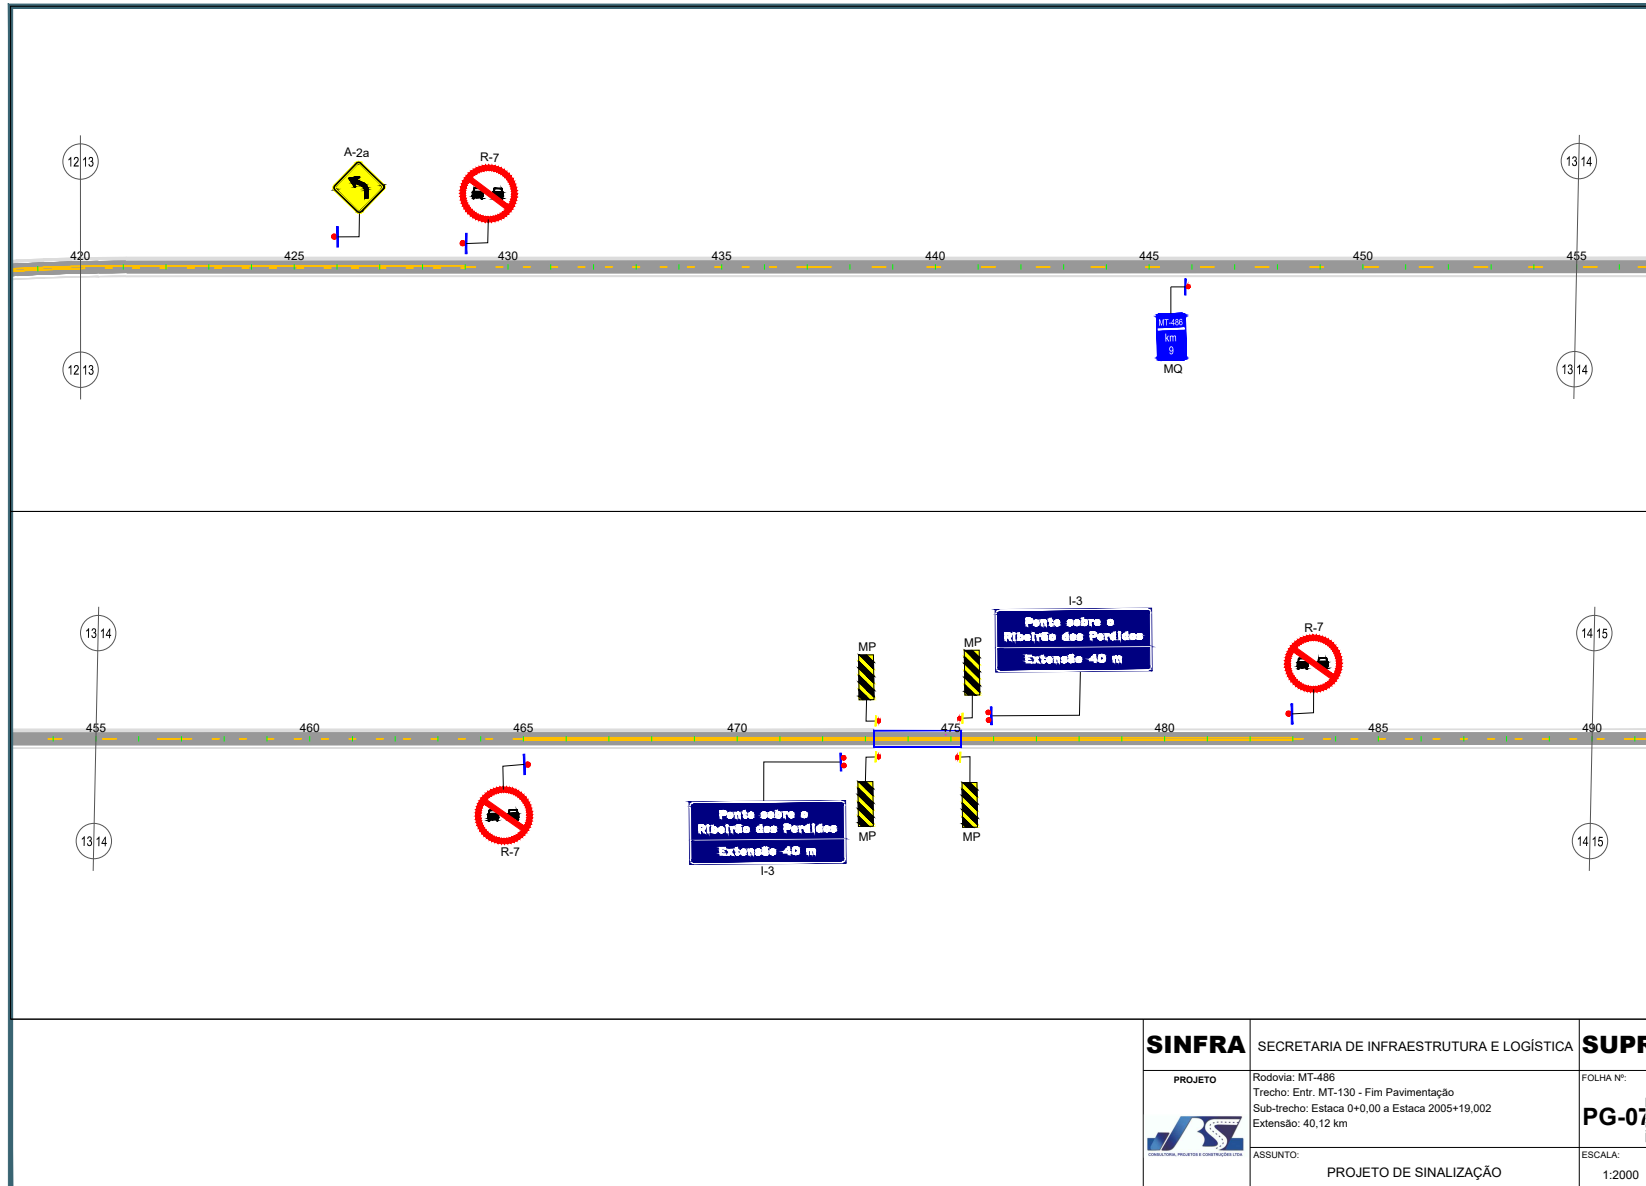 A-2a
R-7
12 13
13 14
420
425
430
435
440
445
450
455
MT-486
km
9
MQ
12 13
13 14
I-3
Ponte sobre o
Ribeirão dos Perdidos
Extensão 40 m
R-7
13 14
14 15
MP
MP
455
460
465
470
475
480
485
490
R-7
Ponte sobre o
Ribeirão dos Perdidos
Extensão 40 m
I-3
MP
MP
13 14
14 15
SINFRA
SECRETARIA DE INFRAESTRUTURA E LOGÍSTICA
SUPR
PROJETO
Rodovia: MT-486
Trecho: Entr. MT-130 - Fim Pavimentação
Sub-trecho: Estaca 0+0,00 a Estaca 2005+19,002
Extensão: 40,12 km
FOLHA Nº:
PG-07
CONSULTORIA, PROJETOS E CONSTRUÇÕES LTDA
ASSUNTO:
PROJETO DE SINALIZAÇÃO
ESCALA:
1:2000